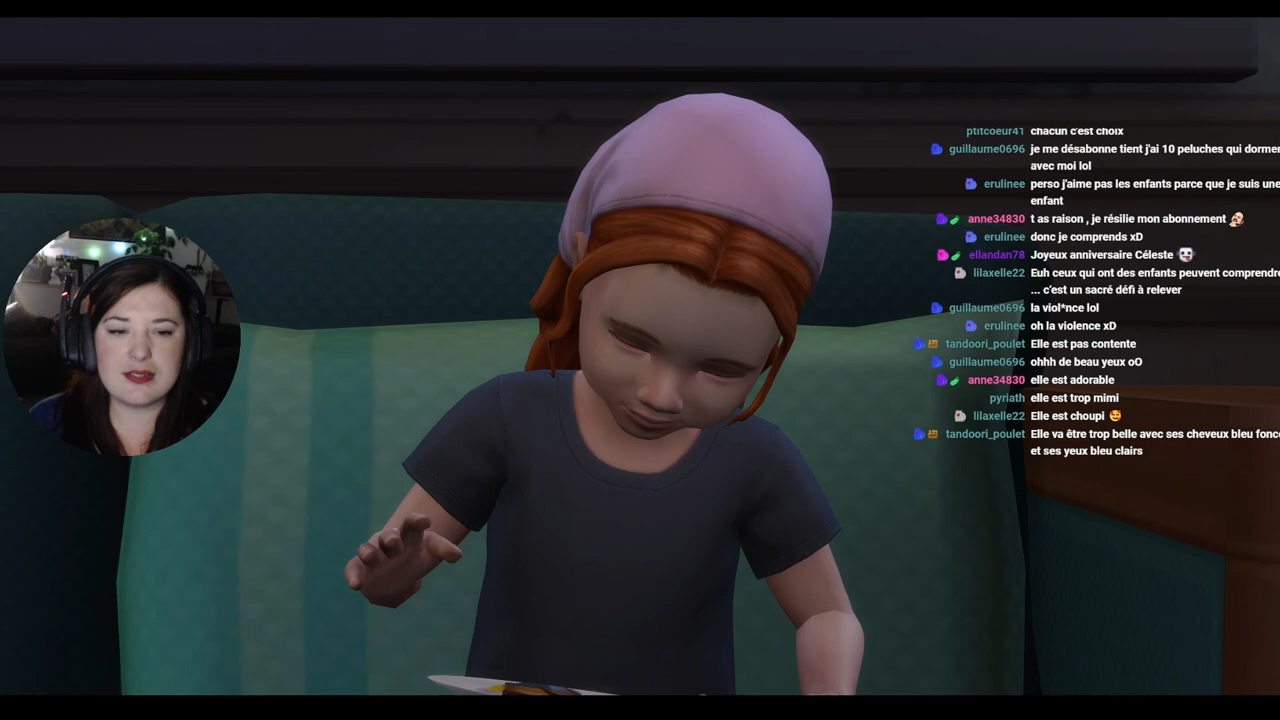 ptitcoeur41 chacun c'est choix
guillaume0696 je me désabonne tient j'ai 10 peluches qui dorment
avec moi lol
erulinee perso j'aime pas les enfants parce que je suis une
enfant
anne34830 t as raison , je résilie mon abonnement
erulinee donc je comprends xD
ellandan78 Joyeux anniversaire Céleste
lilaxelle22 Euh ceux qui ont des enfants peuvent comprendre
... c'est un sacré défi à relever
guillaume0696 la viol*nce lol
erulinee oh la violence xD
tandoori_poulet Elle est pas contente
guillaume0696 ohhh de beau yeux oO
anne34830 elle est adorable
pyriath elle est trop mimi
lilaxelle22 Elle est choupi 🥰
tandoori_poulet Elle va être trop belle avec ses cheveux bleu foncé
et ses yeux bleu clairs